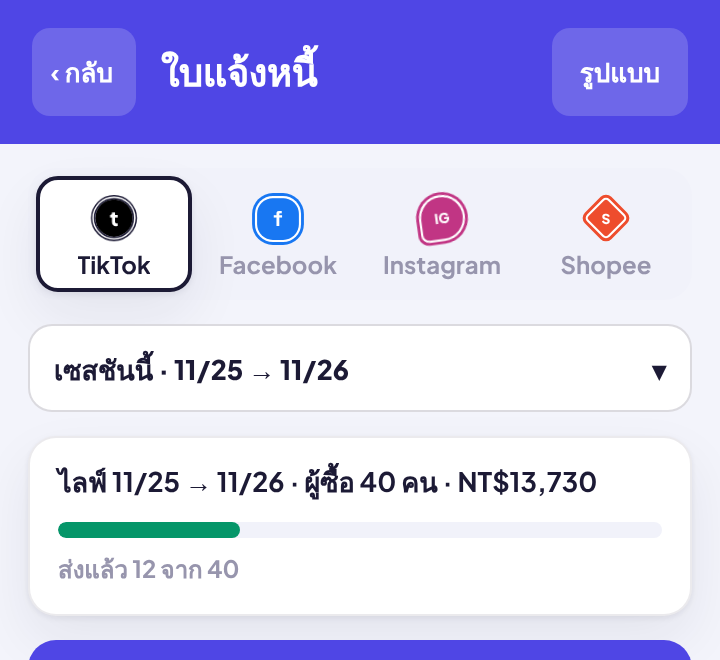 ‹ กลับ
ใบแจ้งหนี้
รูปแบบ
t
f
IG
S
TikTok
Facebook
Instagram
Shopee
เซสชันนี้ · 11/25 → 11/26
▼
ไลฟ์ 11/25 → 11/26 · ผู้ซื้อ 40 คน · NT$13,730
ส่งแล้ว 12 จาก 40